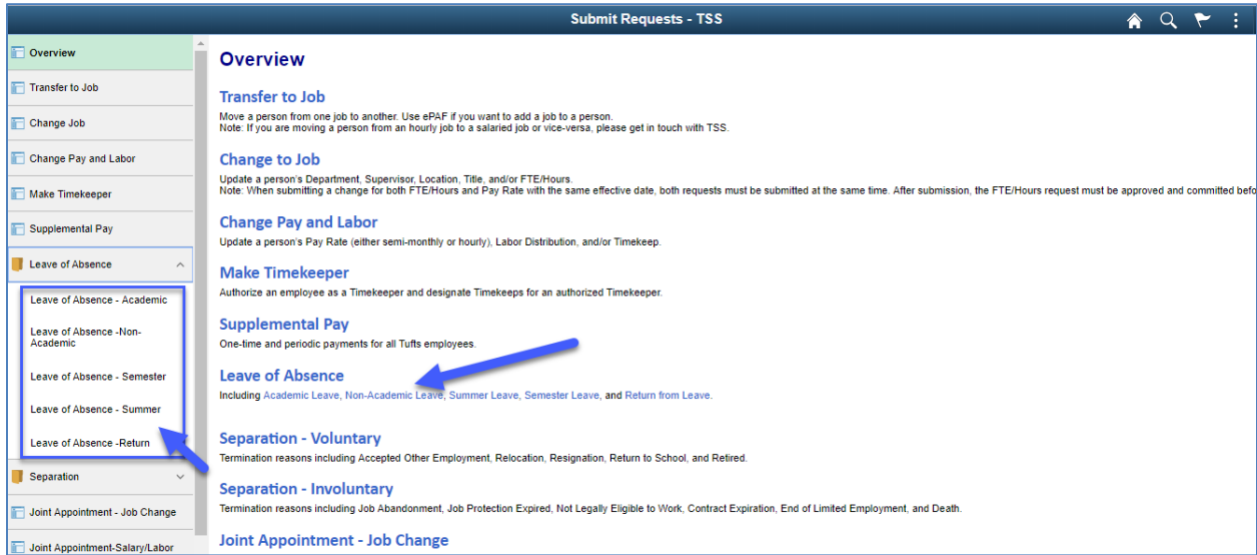 Submit Requests - TSS
Overview
Transfer to Job
Change Job
Change Pay and Labor
Make Timekeeper
Supplemental Pay
Leave of Absence
Leave of Absence - Academic
Leave of Absence -Non-
Academic
Leave of Absence - Semester
Leave of Absence - Summer
Leave of Absence -Return
Separation
Joint Appointment - Job Change
Joint Appointment-Salary/Labor
Overview
Transfer to Job
Move a person from one job to another. Use ePAF if you want to add a job to a person.
Note: If you are moving a person from an hourly job to a salaried job or vice-versa, please get in touch with TSS.
Change to Job
Update a person's Department, Supervisor, Location, Title, and/or FTE/Hours.
Note: When submitting a change for both FTE/Hours and Pay Rate with the same effective date, both requests must be submitted at the same time. After submission, the FTE/Hours request must be approved and committed befo
Change Pay and Labor
Update a person's Pay Rate (either semi-monthly or hourly), Labor Distribution, and/or Timekeep.
Make Timekeeper
Authorize an employee as a Timekeeper and designate Timekeeps for an authorized Timekeeper.
Supplemental Pay
One-time and periodic payments for all Tufts employees.
Leave of Absence
Including Academic Leave, Non-Academic Leave, Summer Leave, Semester Leave, and Return from Leave.
Separation - Voluntary
Termination reasons including Accepted Other Employment, Relocation, Resignation, Return to School, and Retired.
Separation - Involuntary
Termination reasons including Job Abandonment, Job Protection Expired, Not Legally Eligible to Work, Contract Expiration, End of Limited Employment, and Death.
Joint Appointment - Job Change